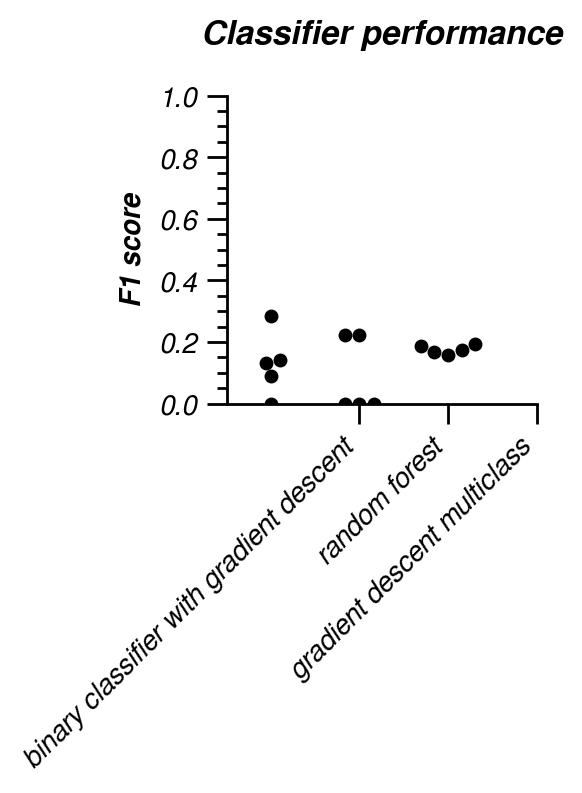 Classifier performance
1.0
0.8
0.6
0.4
0.2
0.0
F1 score
binary classifier with gradient descent
random forest
gradient descent multiclass